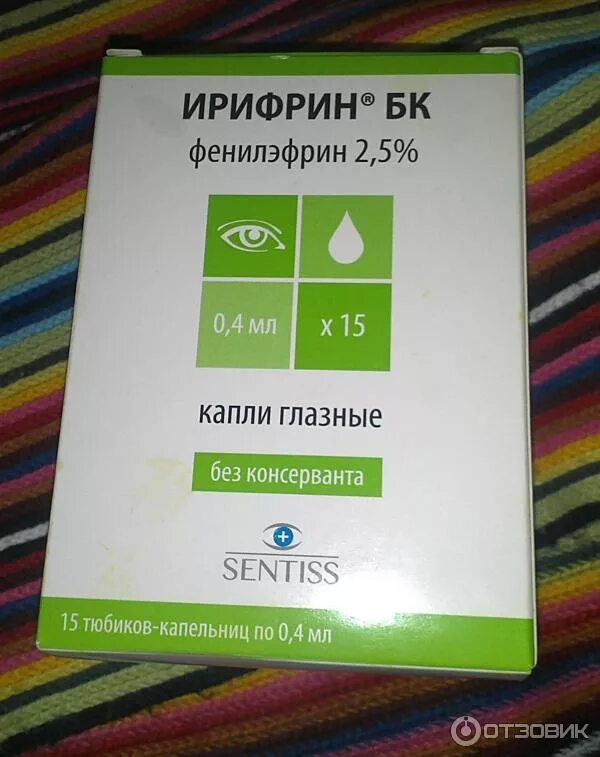 ИРИФРИН® БК
фенилэфрин 2,5%
0,4 мл
x 15
капли глазные
без консерванта
SENTISS
15 тюбиков-капельниц по 0,4 мл
ОТЗОВИК